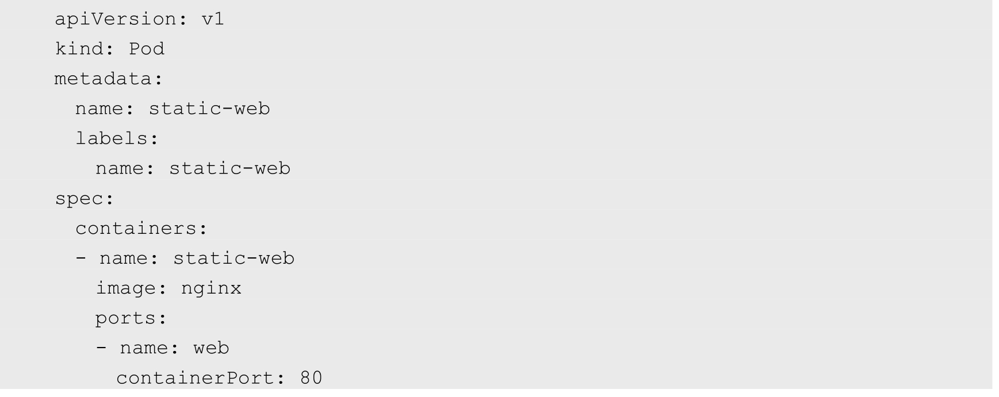 apiVersion: v1
kind: Pod
metadata:
  name: static-web
  labels:
    name: static-web
spec:
  containers:
  - name: static-web
    image: nginx
    ports:
    - name: web
      containerPort: 80